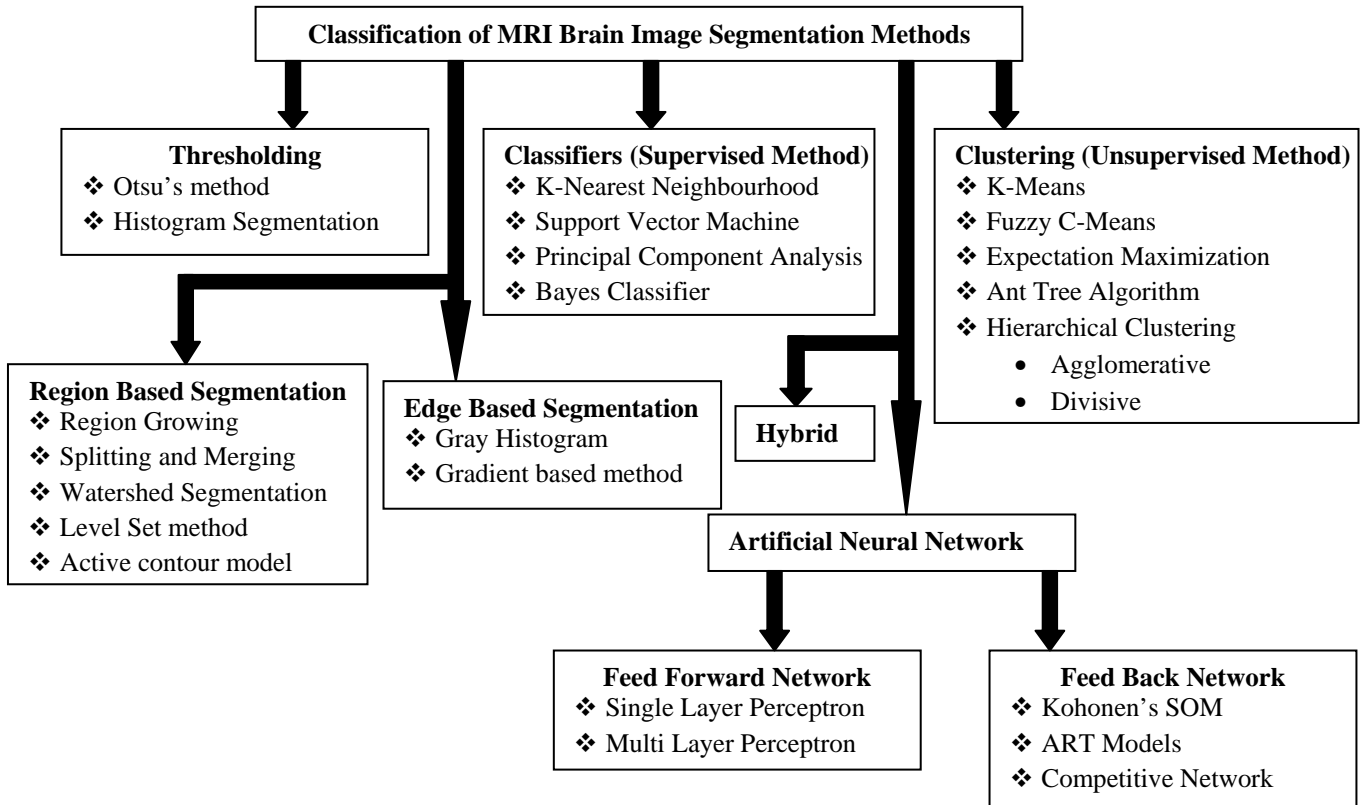 Classification of MRI Brain Image Segmentation Methods
Thresholding
❖ Otsu’s method
❖ Histogram Segmentation
Classifiers (Supervised Method)
❖ K-Nearest Neighbourhood
❖ Support Vector Machine
❖ Principal Component Analysis
❖ Bayes Classifier
Clustering (Unsupervised Method)
❖ K-Means
❖ Fuzzy C-Means
❖ Expectation Maximization
❖ Ant Tree Algorithm
❖ Hierarchical Clustering
• Agglomerative
• Divisive
Region Based Segmentation
❖ Region Growing
❖ Splitting and Merging
❖ Watershed Segmentation
❖ Level Set method
❖ Active contour model
Edge Based Segmentation
❖ Gray Histogram
❖ Gradient based method
Hybrid
Artificial Neural Network
Feed Forward Network
❖ Single Layer Perceptron
❖ Multi Layer Perceptron
Feed Back Network
❖ Kohonen’s SOM
❖ ART Models
❖ Competitive Network